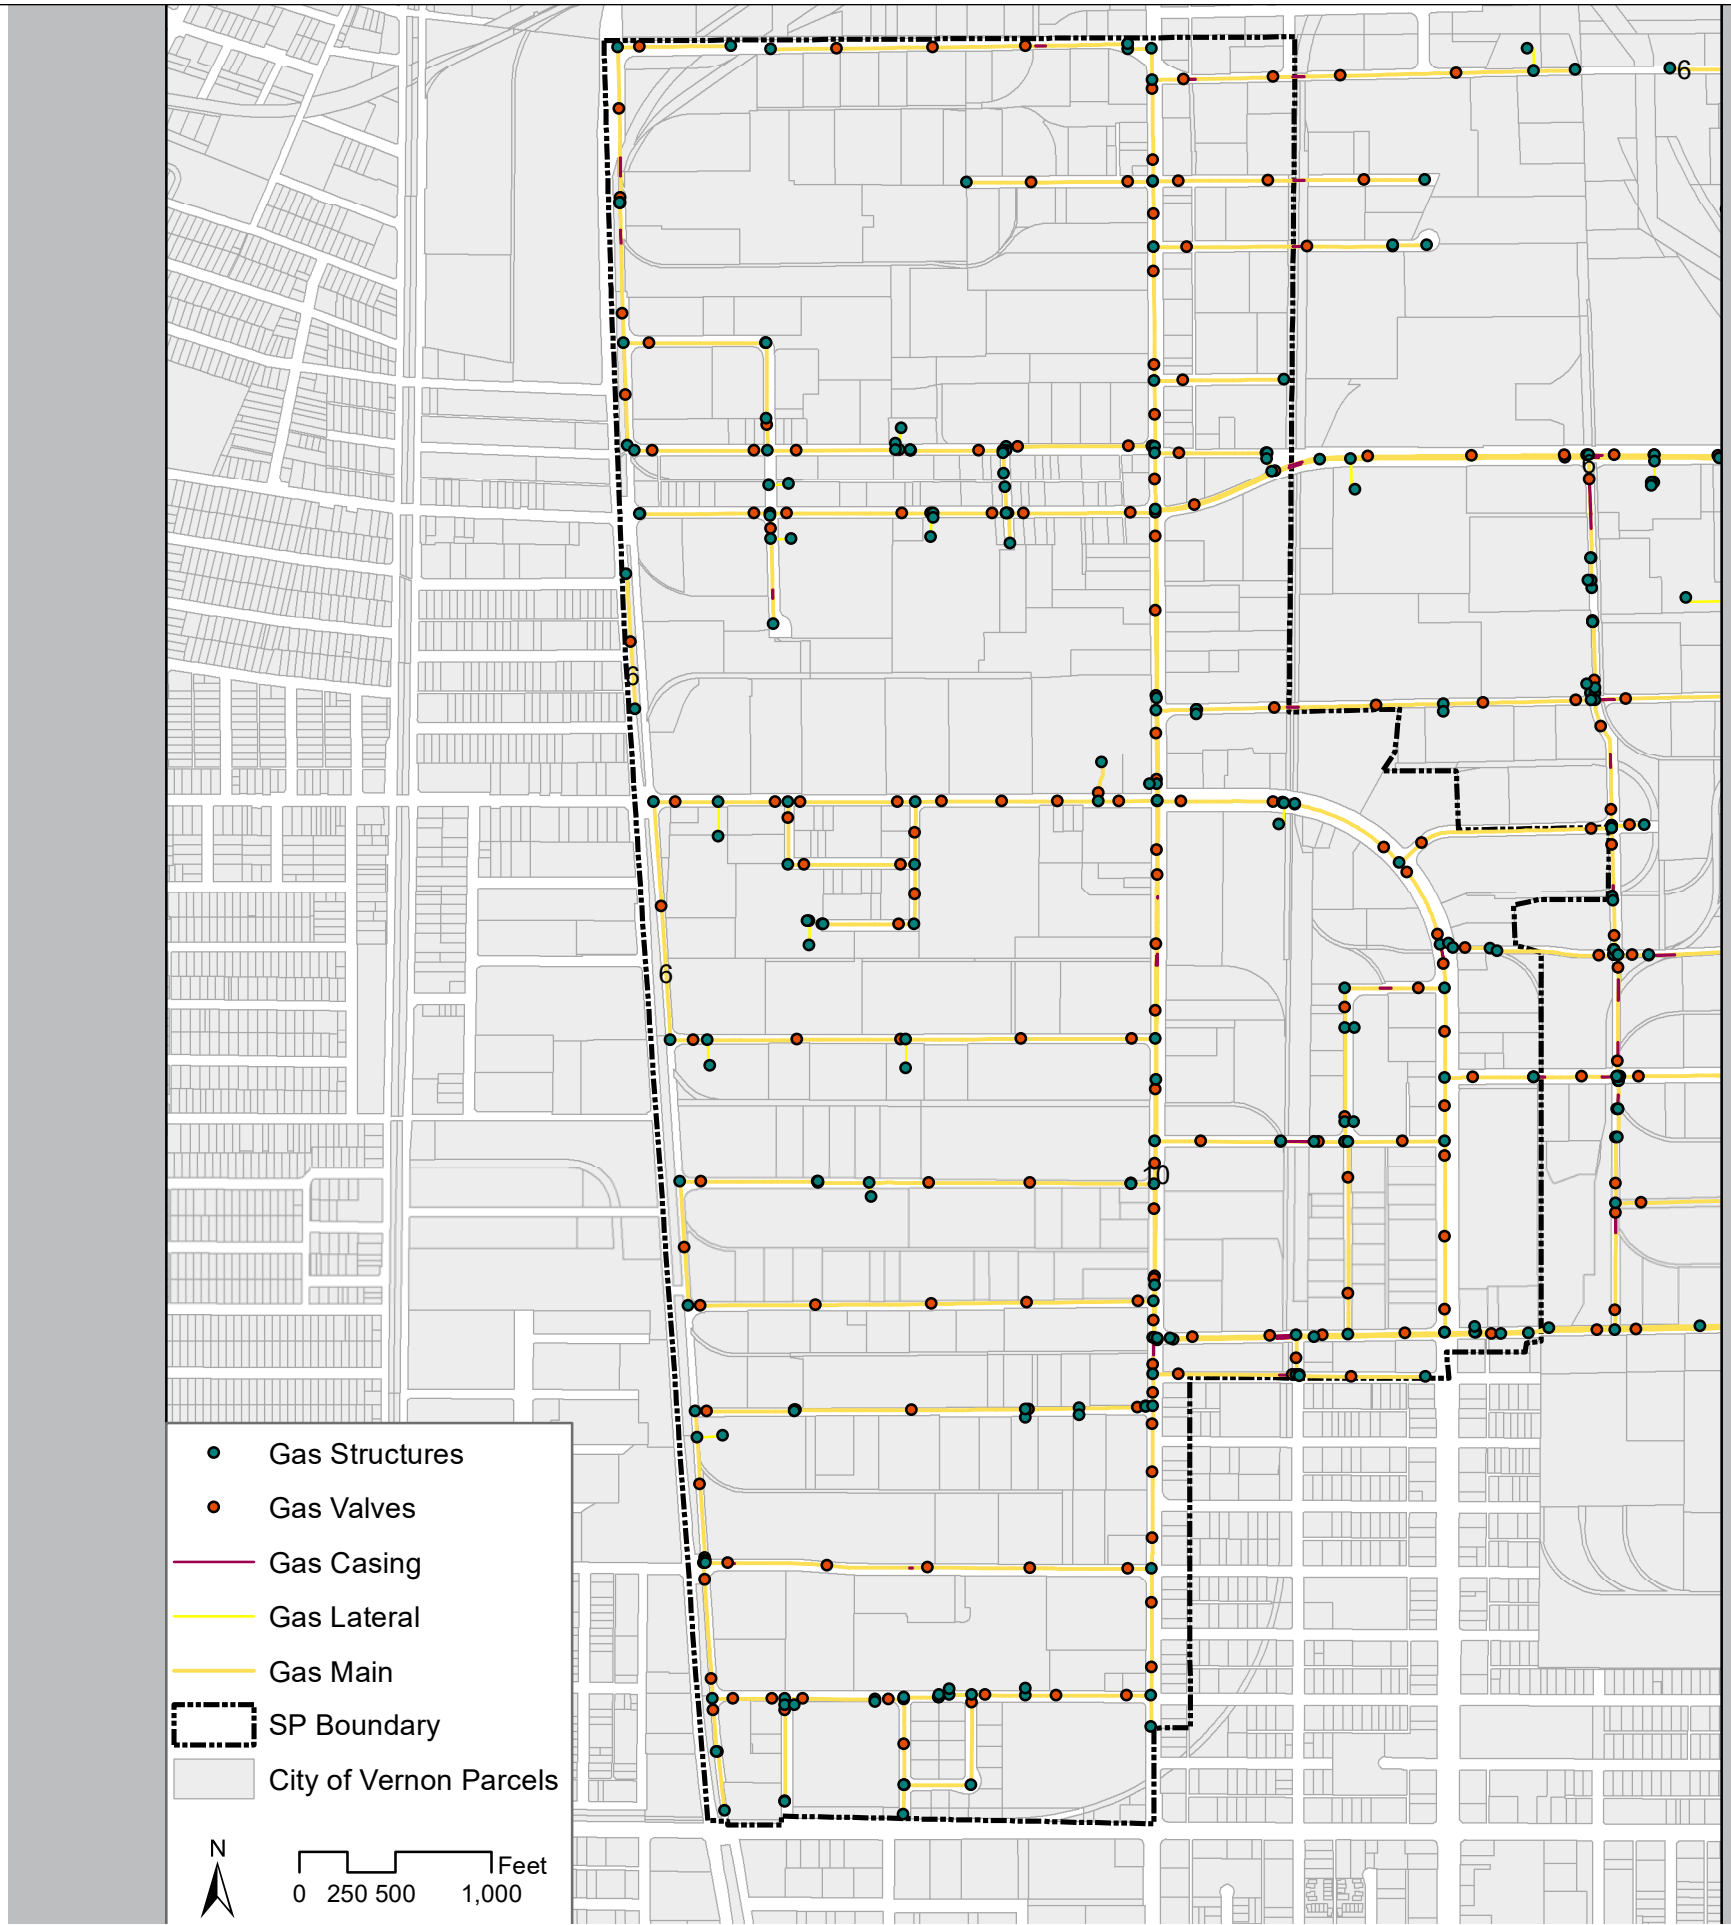 6
6
6
6
10
Gas Structures
Gas Valves
Gas Casing
Gas Lateral
Gas Main
SP Boundary
City of Vernon Parcels
N
Feet
0 250 500 1,000